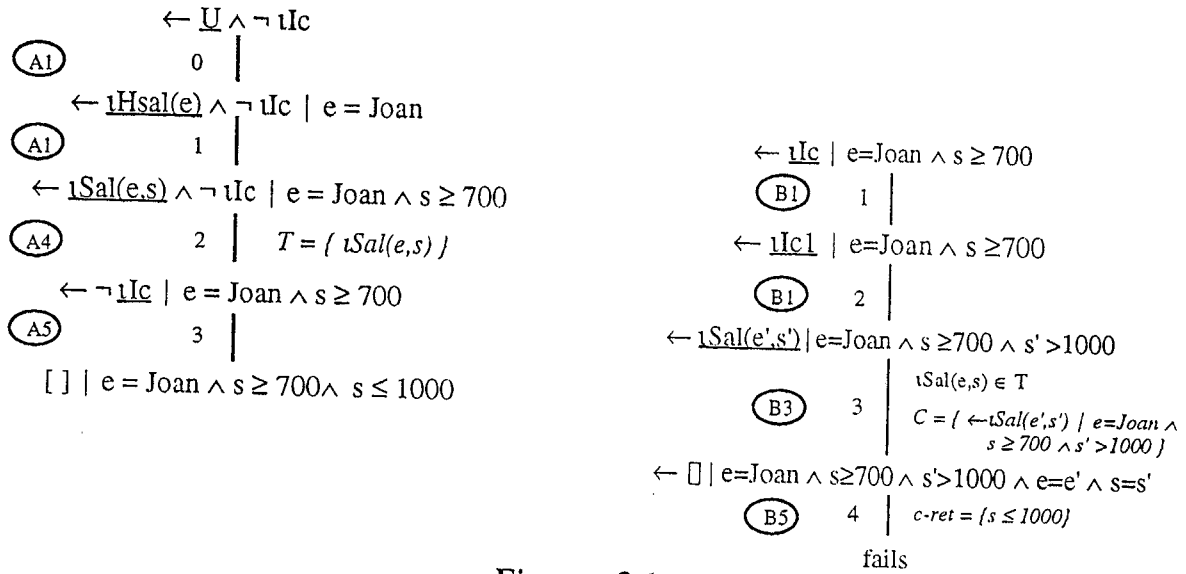 ← U ∧ ¬ ιIc
A1 0
← ιHsal(e) ∧ ¬ ιIc | e = Joan
A1 1
← ιSal(e,s) ∧ ¬ ιIc | e = Joan ∧ s ≥ 700
A4 2 T = { ιSal(e,s) }
← ¬ ιIc | e = Joan ∧ s ≥ 700
A5 3
[ ] | e = Joan ∧ s ≥ 700 ∧ s ≤ 1000
← ιIc | e=Joan ∧ s ≥ 700
B1 1
← ιIc1 | e=Joan ∧ s ≥700
B1 2
← ιSal(e',s') | e=Joan ∧ s ≥700 ∧ s' >1000
ιSal(e,s) ∈ T
B3 3 C = { ←ιSal(e',s') | e=Joan ∧
s ≥ 700 ∧ s' >1000 }
← [] | e=Joan ∧ s≥700 ∧ s'>1000 ∧ e=e' ∧ s=s'
B5 4 c-ret = {s ≤ 1000}
fails